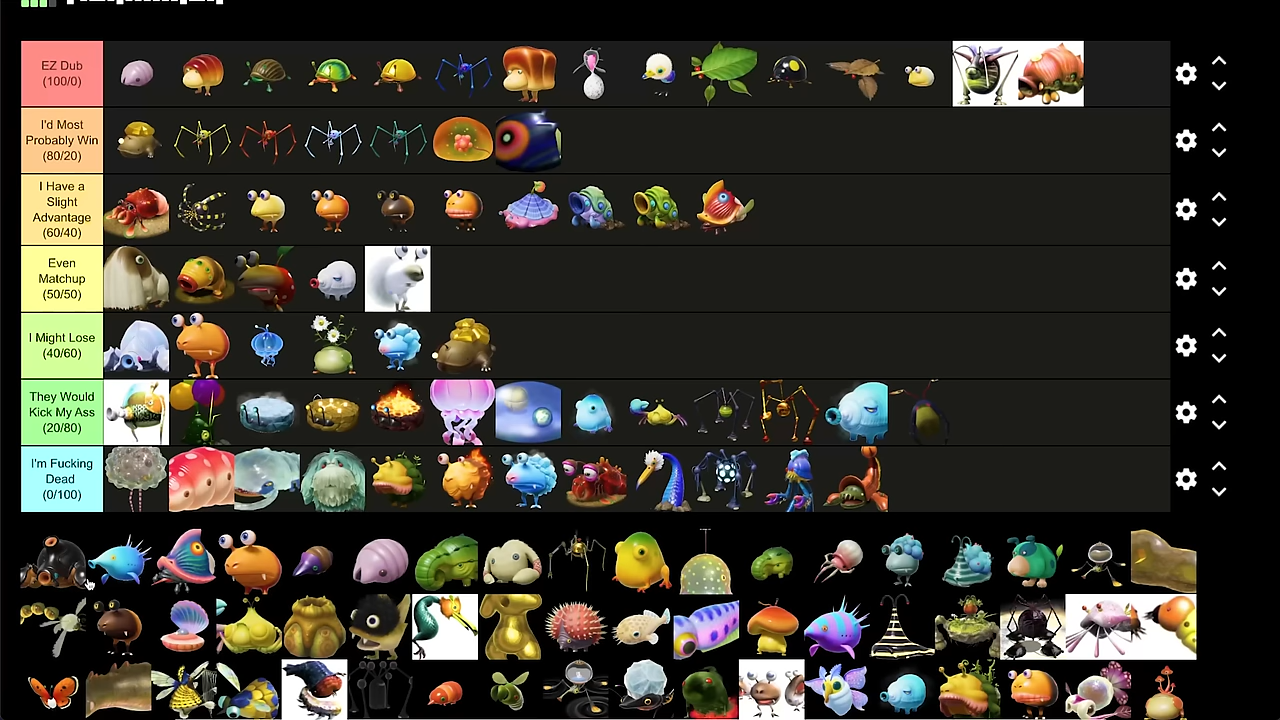 EZ Dub
(100/0)
I'd Most
Probably Win
(80/20)
I Have a
Slight
Advantage
(60/40)
Even
Matchup
(50/50)
I Might Lose
(40/60)
They Would
Kick My Ass
(20/80)
I'm Fucking
Dead
(0/100)